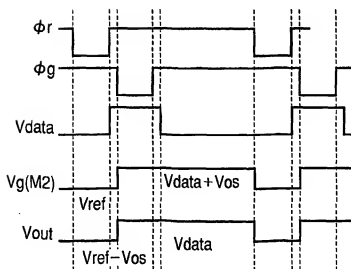 Φr
Φg
Vdata
Vg(M2)
Vdata+Vos
Vref
Vout
Vdata
Vref−Vos